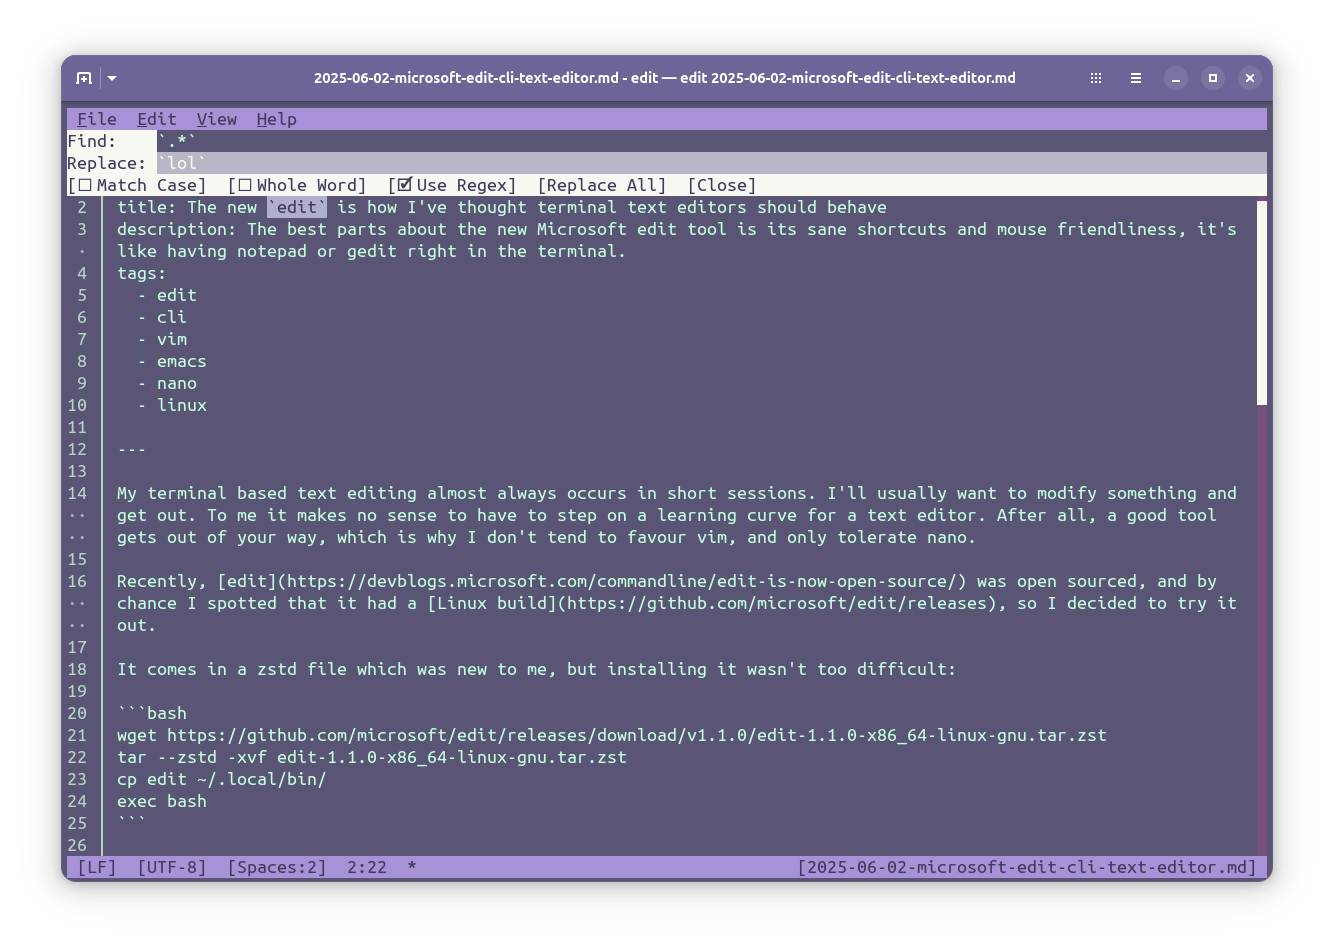 2025-06-02-microsoft-edit-cli-text-editor.md - edit — edit 2025-06-02-microsoft-edit-cli-text-editor.md
File Edit View Help
Find: `.*`
Replace: `lol`
[☐ Match Case] [☐ Whole Word] [🗹 Use Regex] [Replace All] [Close]
2 title: The new `edit` is how I've thought terminal text editors should behave
3 description: The best parts about the new Microsoft edit tool is its sane shortcuts and mouse friendliness, it's
· like having notepad or gedit right in the terminal.
4 tags:
5   - edit
6   - cli
7   - vim
8   - emacs
9   - nano
10   - linux
11
12 ---
13
14 My terminal based text editing almost always occurs in short sessions. I'll usually want to modify something and
·· get out. To me it makes no sense to have to step on a learning curve for a text editor. After all, a good tool
·· gets out of your way, which is why I don't tend to favour vim, and only tolerate nano.
15
16 Recently, [edit](https://devblogs.microsoft.com/commandline/edit-is-now-open-source/) was open sourced, and by
·· chance I spotted that it had a [Linux build](https://github.com/microsoft/edit/releases), so I decided to try it
·· out.
17
18 It comes in a zstd file which was new to me, but installing it wasn't too difficult:
19
20 ```bash
21 wget https://github.com/microsoft/edit/releases/download/v1.1.0/edit-1.1.0-x86_64-linux-gnu.tar.zst
22 tar --zstd -xvf edit-1.1.0-x86_64-linux-gnu.tar.zst
23 cp edit ~/.local/bin/
24 exec bash
25 ```
26
[LF] [UTF-8] [Spaces:2] 2:22 * [2025-06-02-microsoft-edit-cli-text-editor.md]